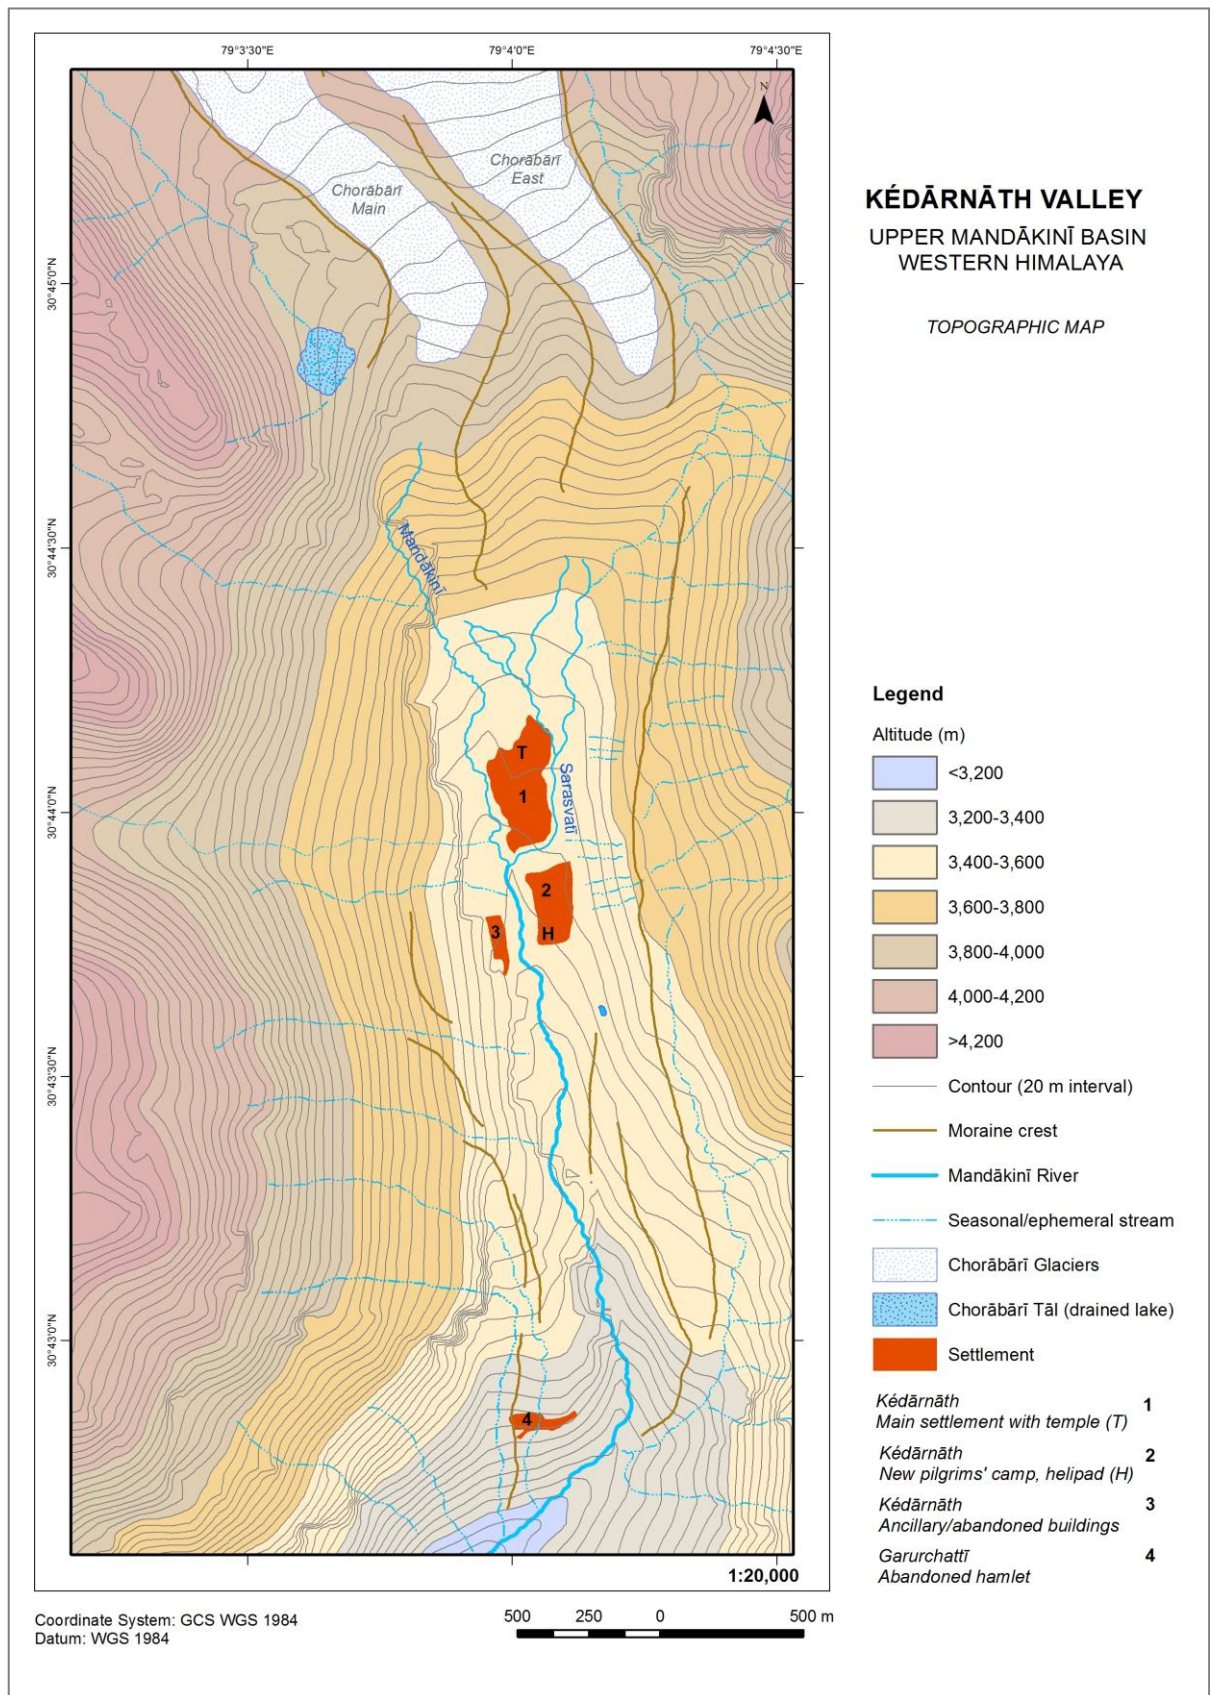 79°3'30"E
79°4'0"E
79°4'30"E
N
Chorābārī
East
Chorābārī
Main
30°45'0"N
30°44'30"N
30°44'0"N
30°43'30"N
30°43'0"N
Mandākinī
Sarasvatī
T
1
2
H
3
4
1:20,000
KÉDĀRNĀTH VALLEY
UPPER MANDĀKINĪ BASIN
WESTERN HIMALAYA
TOPOGRAPHIC MAP
Legend
Altitude (m)
<3,200
3,200-3,400
3,400-3,600
3,600-3,800
3,800-4,000
4,000-4,200
>4,200
Contour (20 m interval)
Moraine crest
Mandākinī River
Seasonal/ephemeral stream
Chorābārī Glaciers
Chorābārī Tāl (drained lake)
Settlement
Kédārnāth 1
Main settlement with temple (T)
Kédārnāth 2
New pilgrims' camp, helipad (H)
Kédārnāth 3
Ancillary/abandoned buildings
Garurchattī 4
Abandoned hamlet
Coordinate System: GCS WGS 1984
Datum: WGS 1984
500 250 0 500 m